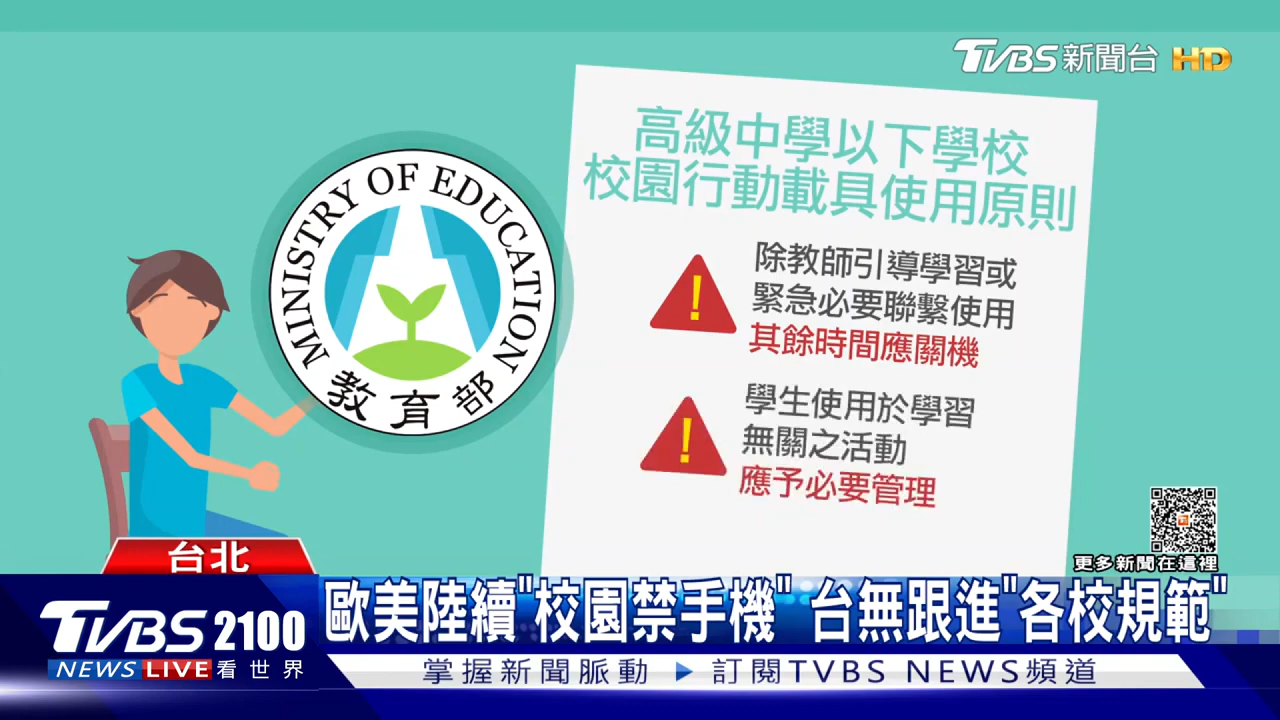 TVBS新聞台 HD
高級中學以下學校
校園行動載具使用原則
除教師引導學習或
緊急必要聯繫使用
其餘時間應關機
學生使用於學習
無關之活動
應予必要管理
MINISTRY OF EDUCATION
教育部
更多新聞在這裡
台北
歐美陸續"校園禁手機" 台無跟進"各校規範"
TVBS 2100
NEWS LIVE 看世界
掌握新聞脈動 ▶ 訂閱TVBS NEWS頻道